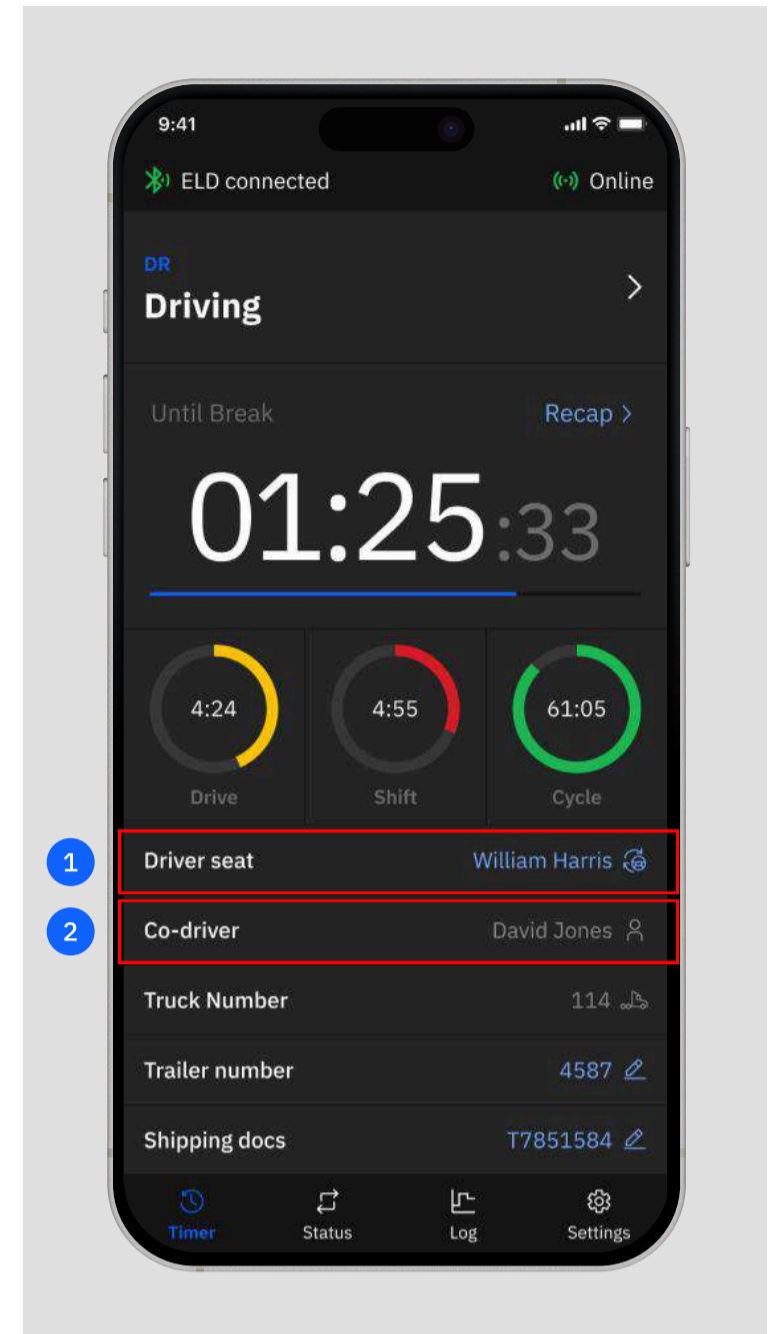 9:41
ELD connected Online
DR
Driving
Until Break Recap
01:25:33
4:24 4:55 61:05
Drive Shift Cycle
1 Driver seat William Harris
2 Co-driver David Jones
Truck Number 114
Trailer number 4587
Shipping docs T7851584
Timer Status Log Settings